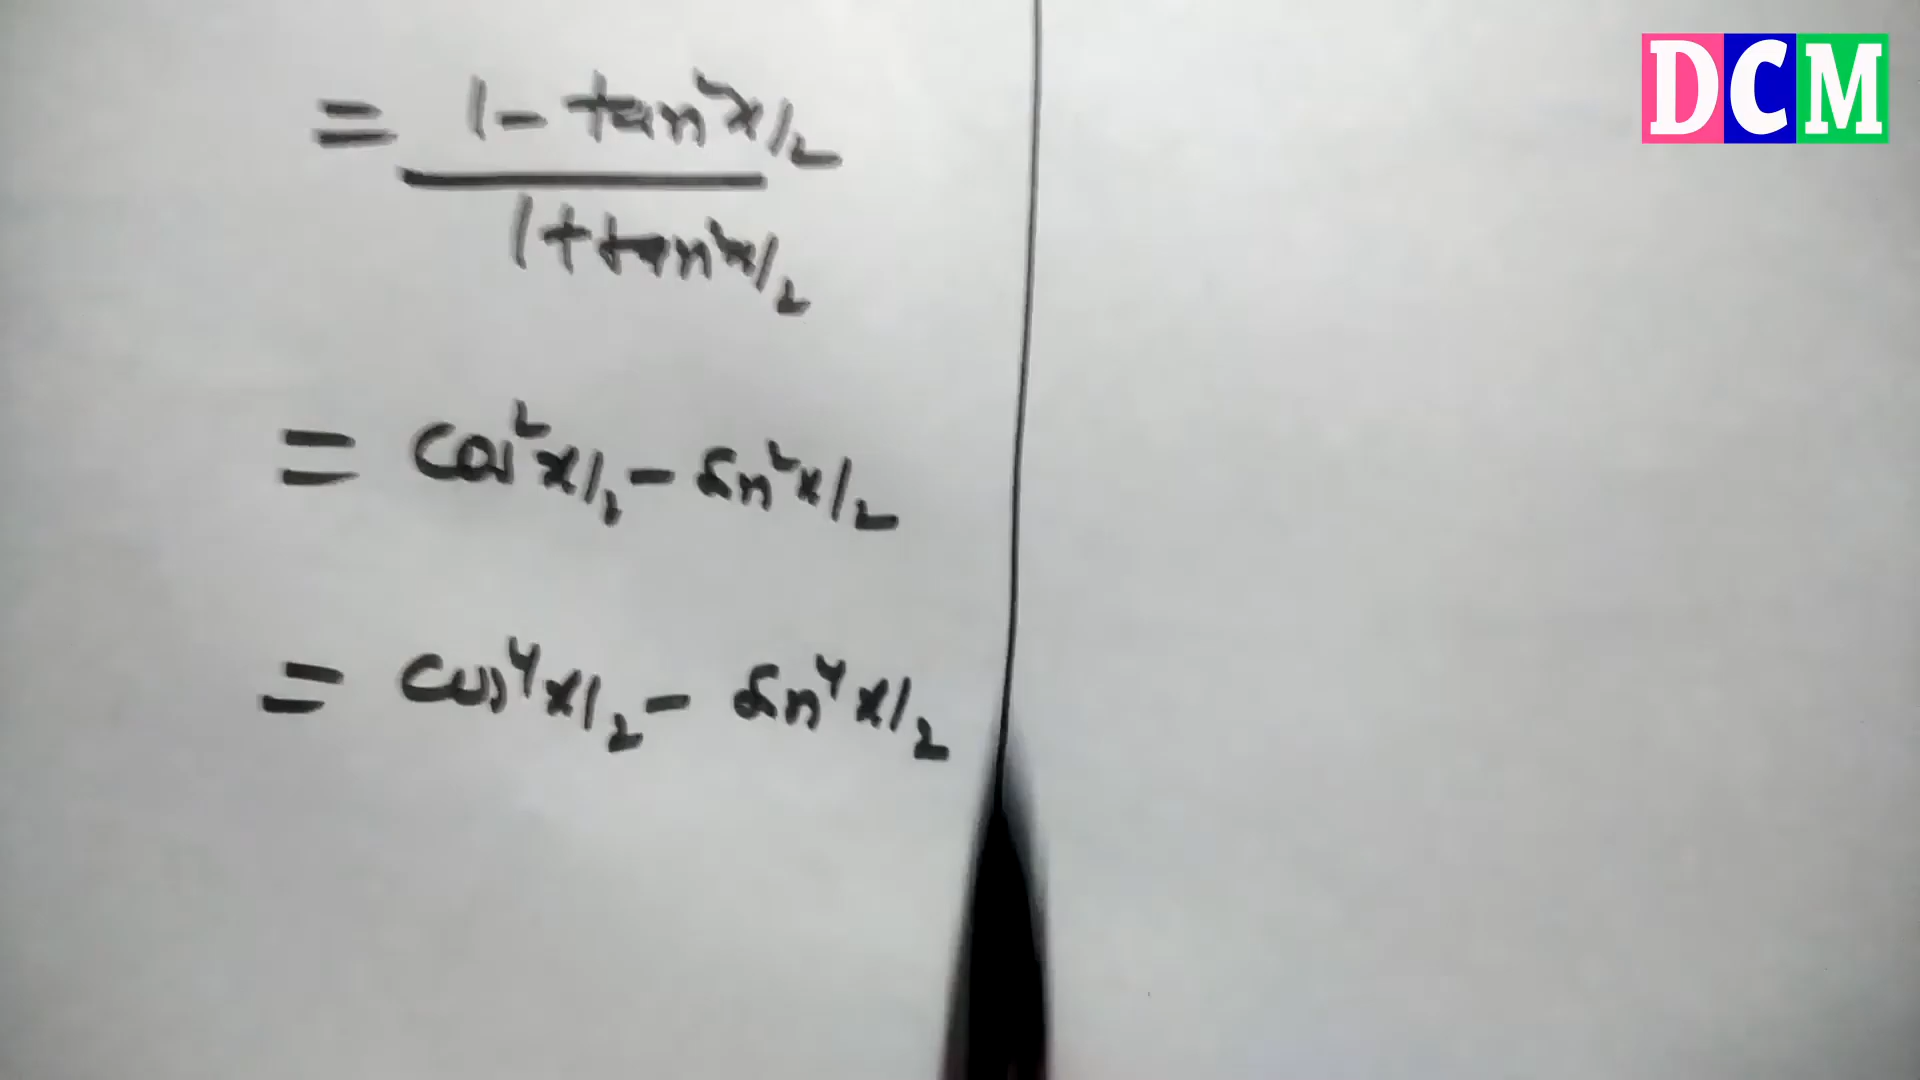 DCM
= 1 - tan²x/2
1 + tan²x/2
= cos²x/2 - sin²x/2
= cos⁴x/2 - sin⁴x/2